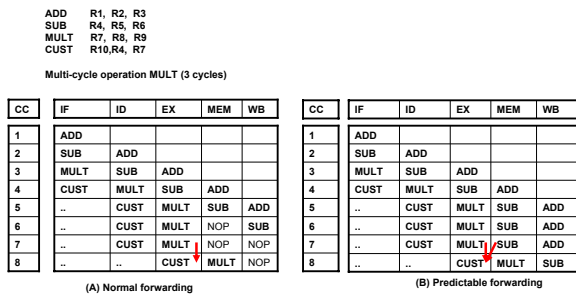 ADD R1, R2, R3
SUB R4, R5, R6
MULT R7, R8, R9
CUST R10,R4, R7
Multi-cycle operation MULT (3 cycles)
CC IF ID EX MEM WB
1 ADD
2 SUB ADD
3 MULT SUB ADD
4 CUST MULT SUB ADD
5 .. CUST MULT SUB ADD
6 .. CUST MULT NOP SUB
7 .. CUST MULT NOP NOP
8 .. .. CUST MULT NOP
(A) Normal forwarding
CC IF ID EX MEM WB
1 ADD
2 SUB ADD
3 MULT SUB ADD
4 CUST MULT SUB ADD
5 .. CUST MULT SUB ADD
6 .. CUST MULT SUB ADD
7 .. CUST MULT SUB ADD
8 .. .. CUST MULT SUB
(B) Predictable forwarding